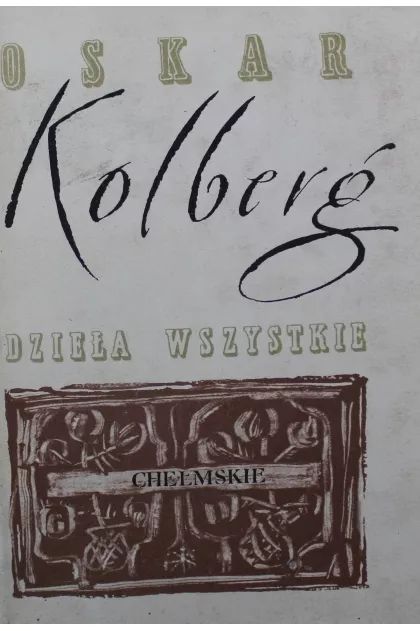 OSKAR
Kolberg
DZIEŁA WSZYSTKIE
CHEŁMSKIE